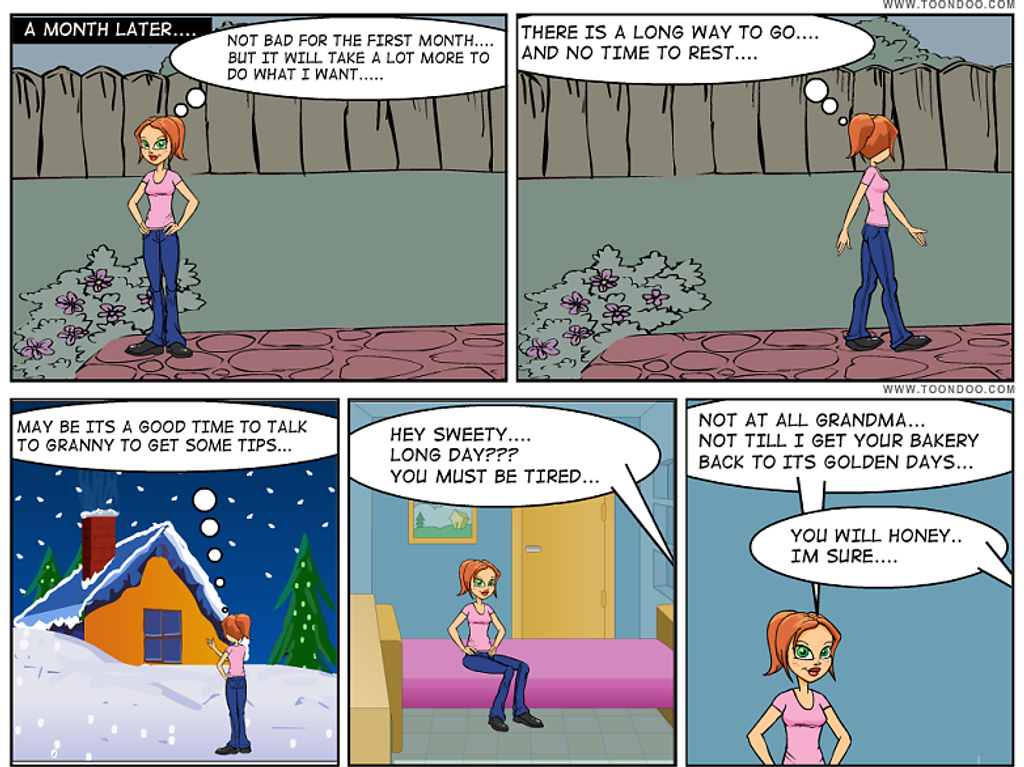 WWW.TOONDOO.COM
A MONTH LATER....
NOT BAD FOR THE FIRST MONTH....
BUT IT WILL TAKE A LOT MORE TO
DO WHAT I WANT.....
THERE IS A LONG WAY TO GO....
AND NO TIME TO REST....
WWW.TOONDOO.COM
MAY BE ITS A GOOD TIME TO TALK
TO GRANNY TO GET SOME TIPS...
HEY SWEETY....
LONG DAY???
YOU MUST BE TIRED...
NOT AT ALL GRANDMA...
NOT TILL I GET YOUR BAKERY
BACK TO ITS GOLDEN DAYS...
YOU WILL HONEY..
IM SURE....